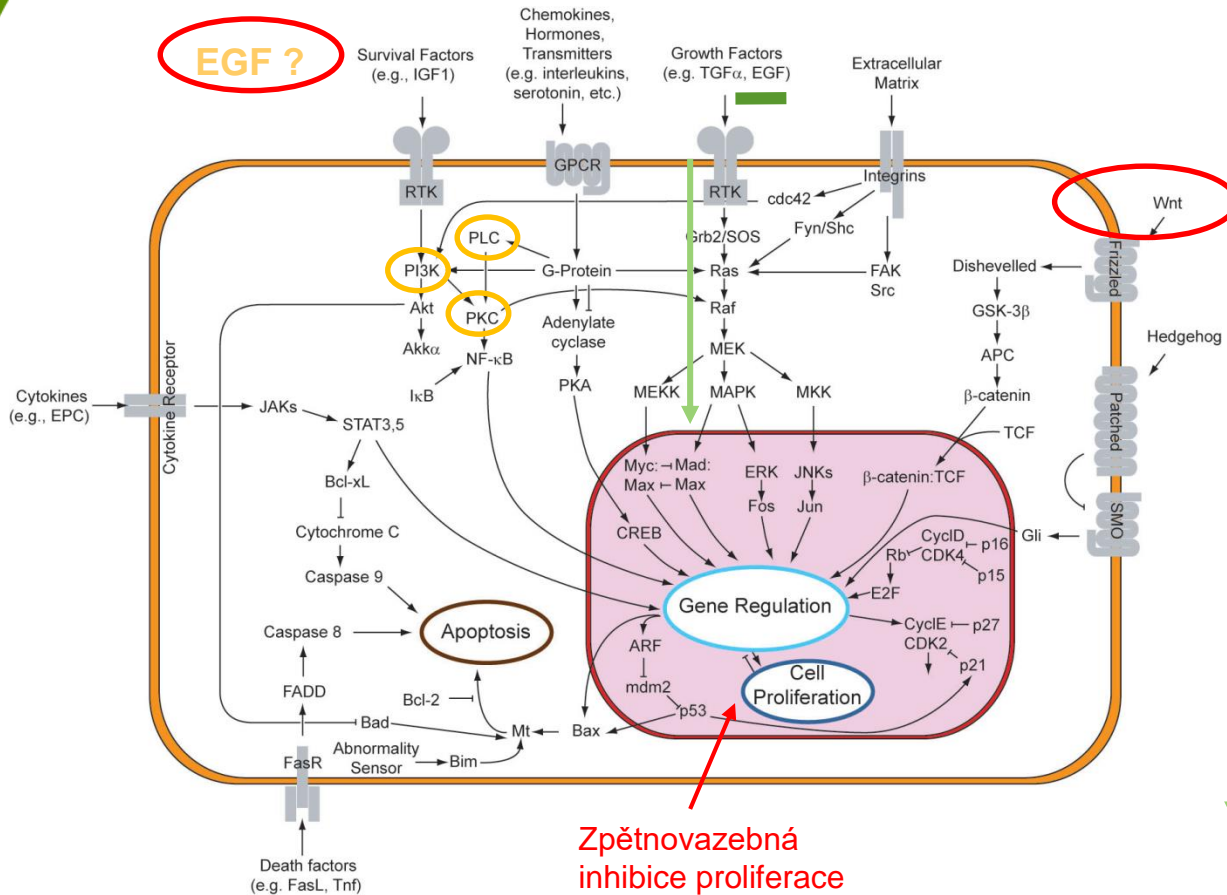 EGF ?
Survival Factors
(e.g., IGF1)
Chemokines,
Hormones,
Transmitters
(e.g. interleukins,
serotonin, etc.)
Growth Factors
(e.g. TGFα, EGF)
Extracellular
Matrix
GPCR
RTK
RTK
Integrins
cdc42
Wnt
Fyn/Shc
PLC
Grb2/SOS
Frizzled
PI3K
G-Protein
Ras
FAK
Src
Dishevelled
Akt
PKC
Adenylate
cyclase
Raf
GSK-3β
Akkα
NF-κB
MEK
APC
Hedgehog
IκB
PKA
MEKK
MAPK
MKK
β-catenin
Cytokines
(e.g., EPC)
Cytokine Receptor
JAKs
STAT3,5
TCF
Patched
Bcl-xL
Myc:
Max
Mad:
Max
ERK
JNKs
β-catenin:TCF
Fos
Jun
Cytochrome C
CREB
SMO
Gli
CyclD
CDK4
p16
p15
Rb
E2F
Caspase 9
Gene Regulation
Caspase 8
Apoptosis
ARF
CyclE
CDK2
p27
p21
mdm2
Cell
Proliferation
FADD
Bcl-2
p53
Bad
Mt
Bax
FasR
Abnormality
Sensor
Bim
Zpětnovazebná
inhibice proliferace
Death factors
(e.g. FasL, Tnf)